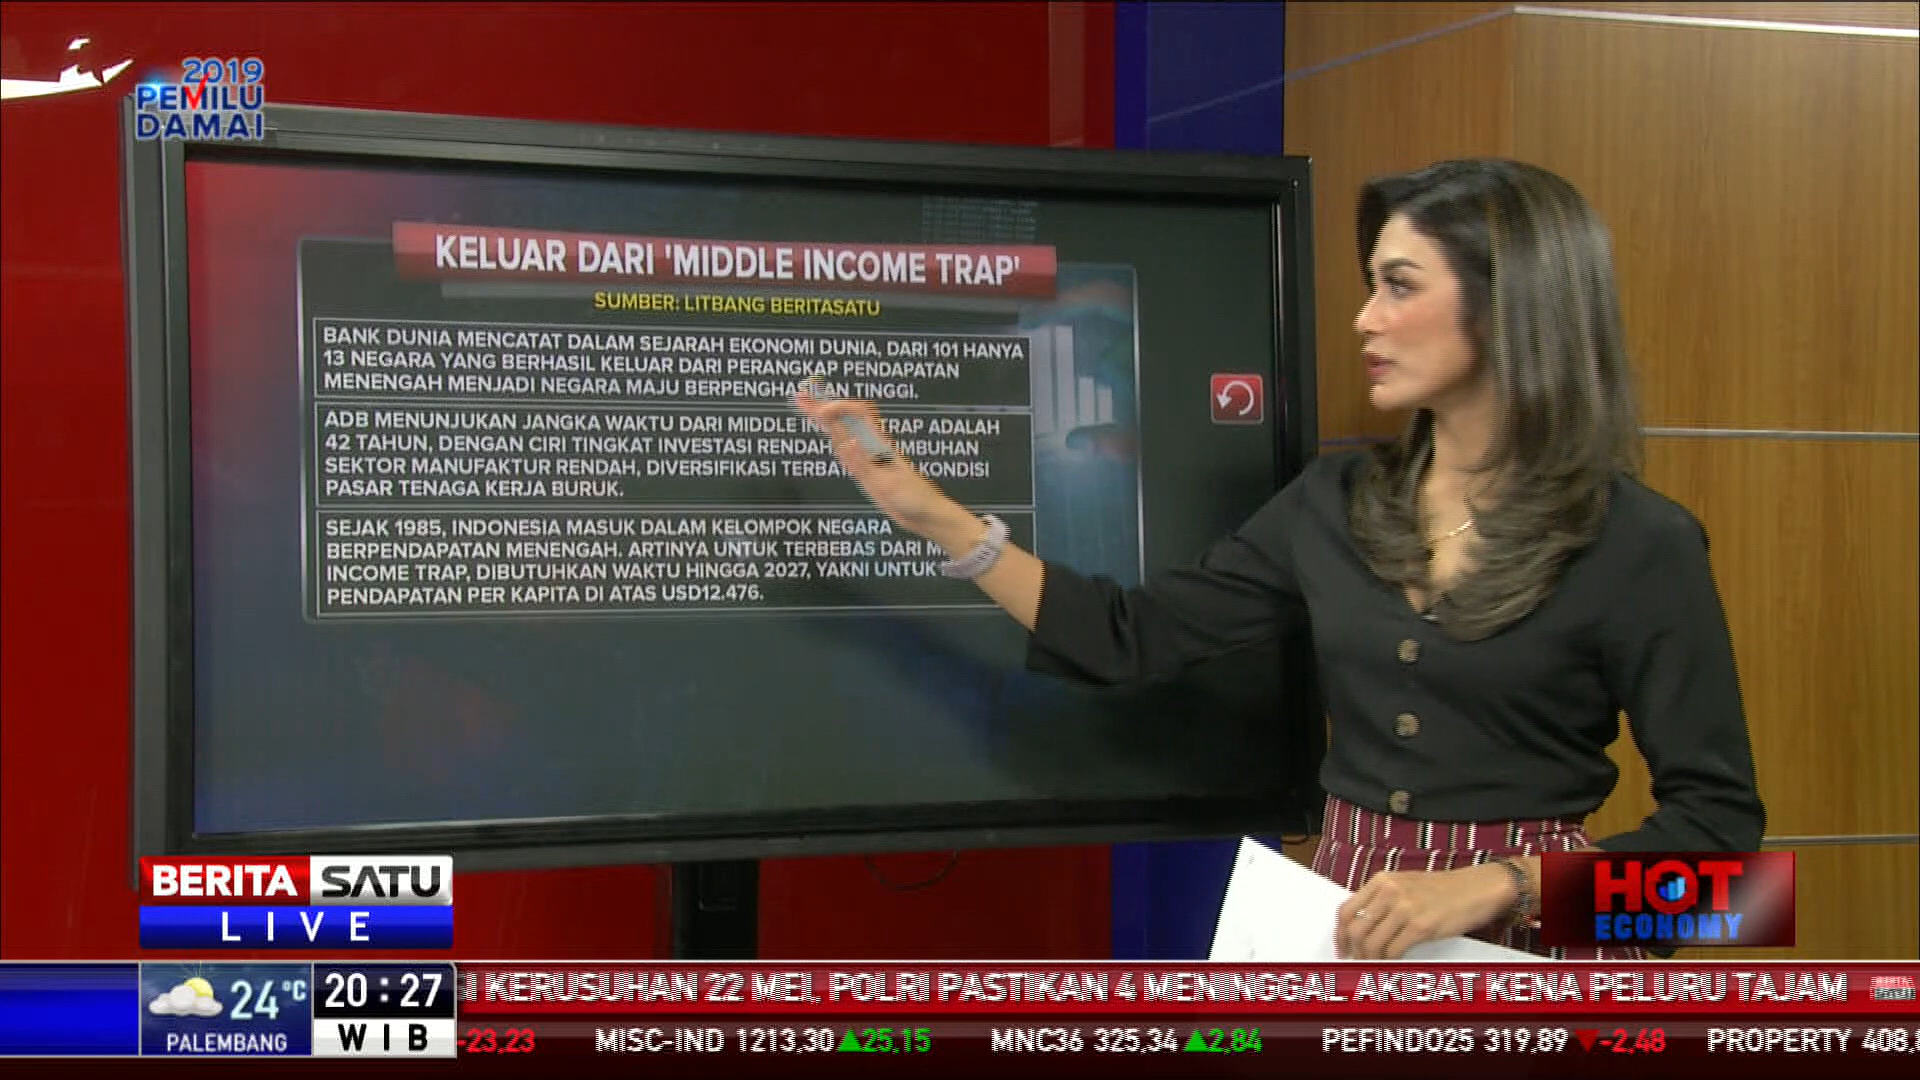 2019
PEMILU
DAMAI
KELUAR DARI 'MIDDLE INCOME TRAP'
SUMBER: LITBANG BERITASATU
BANK DUNIA MENCATAT DALAM SEJARAH EKONOMI DUNIA, DARI 101 HANYA
13 NEGARA YANG BERHASIL KELUAR DARI PERANGKAP PENDAPATAN
MENENGAH MENJADI NEGARA MAJU BERPENGHASILAN TINGGI.
ADB MENUNJUKAN JANGKA WAKTU DARI MIDDLE TRAP ADALAH
42 TAHUN, DENGAN CIRI TINGKAT INVESTASI RENDAH
SEKTOR MANUFAKTUR RENDAH, DIVERSIFIKASI KONDISI
PASAR TENAGA KERJA BURUK.
SEJAK 1985, INDONESIA MASUK DALAM KELOMPOK NEGARA
BERPENDAPATAN MENENGAH. ARTINYA UNTUK TERBEBAS DARI
INCOME TRAP, DIBUTUHKAN WAKTU HINGGA 2027, YAKNI UNTUK
PENDAPATAN PER KAPITA DI ATAS USD12.476.
BERITA SATU
LIVE
HOT
ECONOMY
24°C
PALEMBANG
20:27
WIB
KERUSUHAN 22 MEI, POLRI PASTIKAN 4 MENINGGAL AKIBAT KENA PELURU TAJAM
-23,23 MISC-IND 1213,30 ▲25,15 MNC36 325,34 ▲2,84 PEFINDO25 319,89 ▼-2,48 PROPERTY 408,